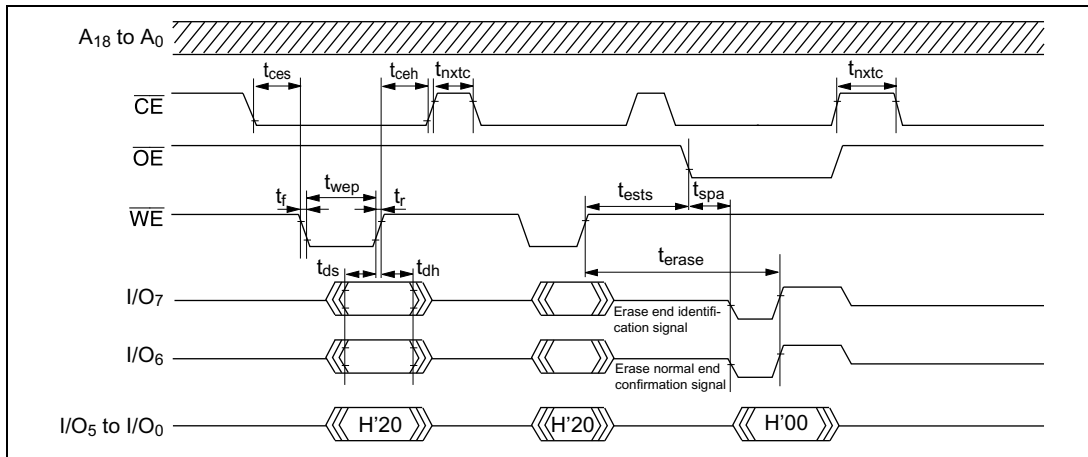 A18 to A0
tces
tceh
tnxtc
tnxtc
CE
OE
twep
tests
tspa
tf
tr
WE
terase
tds
tdh
I/O7
Erase end identifi-
cation signal
I/O6
Erase normal end
confirmation signal
I/O5 to I/O0
H'20
H'20
H'00